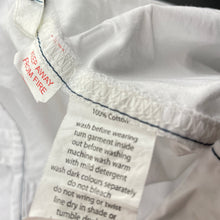 KEEP AWAY
FROM FIRE
100% Cotton
wash before wearing
turn garment inside
out before washing
machine wash warm
with mild detergent
wash dark colours separately
do not bleach
do not wring or twist
line dry in shade or
tumble dry